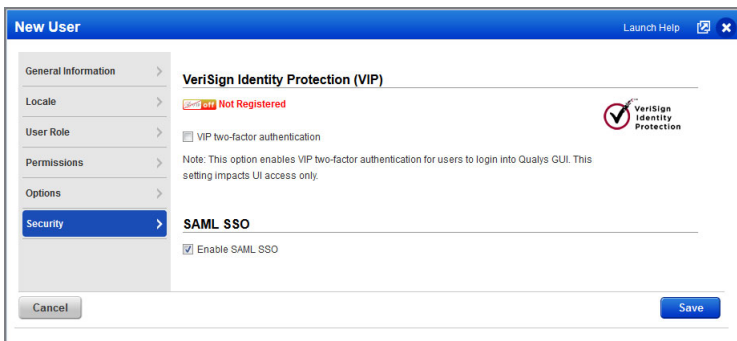 New User
Launch Help
General Information
Locale
User Role
Permissions
Options
Security
VeriSign Identity Protection (VIP)
off Not Registered
VeriSign
Identity
Protection
VIP two-factor authentication
Note: This option enables VIP two-factor authentication for users to login into Qualys GUI. This
setting impacts UI access only.
SAML SSO
Enable SAML SSO
Cancel
Save